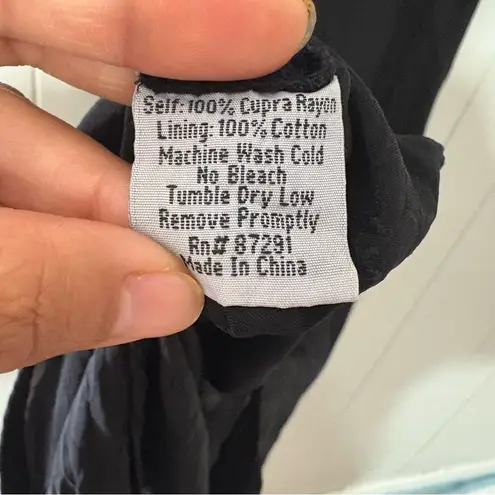 Self: 100% Cupra Rayon
Lining: 100% Cotton
Machine Wash Cold
No Bleach
Tumble Dry Low
Remove Promptly
Rn# 87291
Made In China